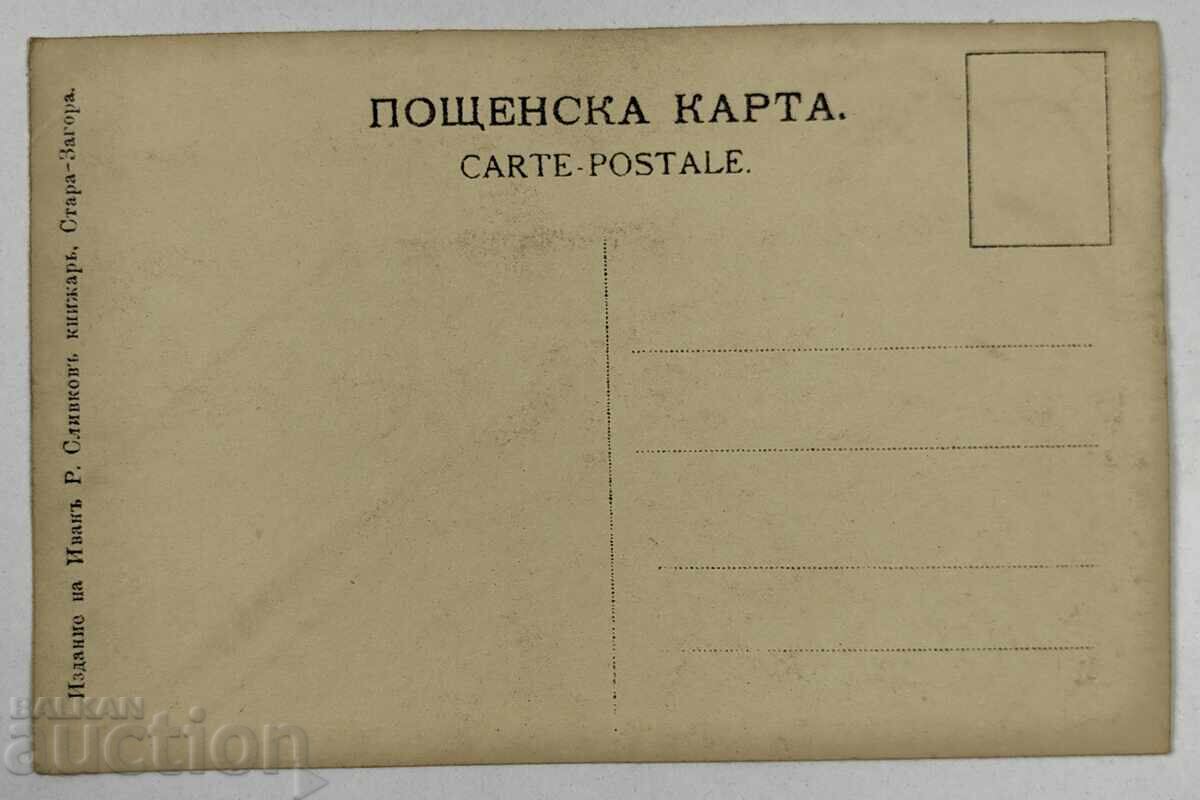 ПОЩЕНСКА КАРТА.
CARTE-POSTALE.
Издание на Иванъ Р. Сливковъ книжарь, Стара-Загора.
BALKAN
auction